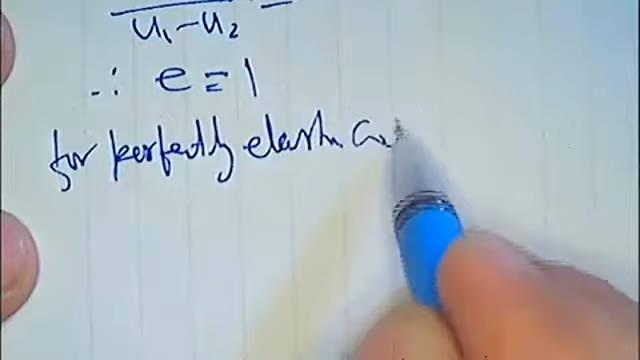 u₁-u₂ =
∴ e = 1
for perfectly elastic